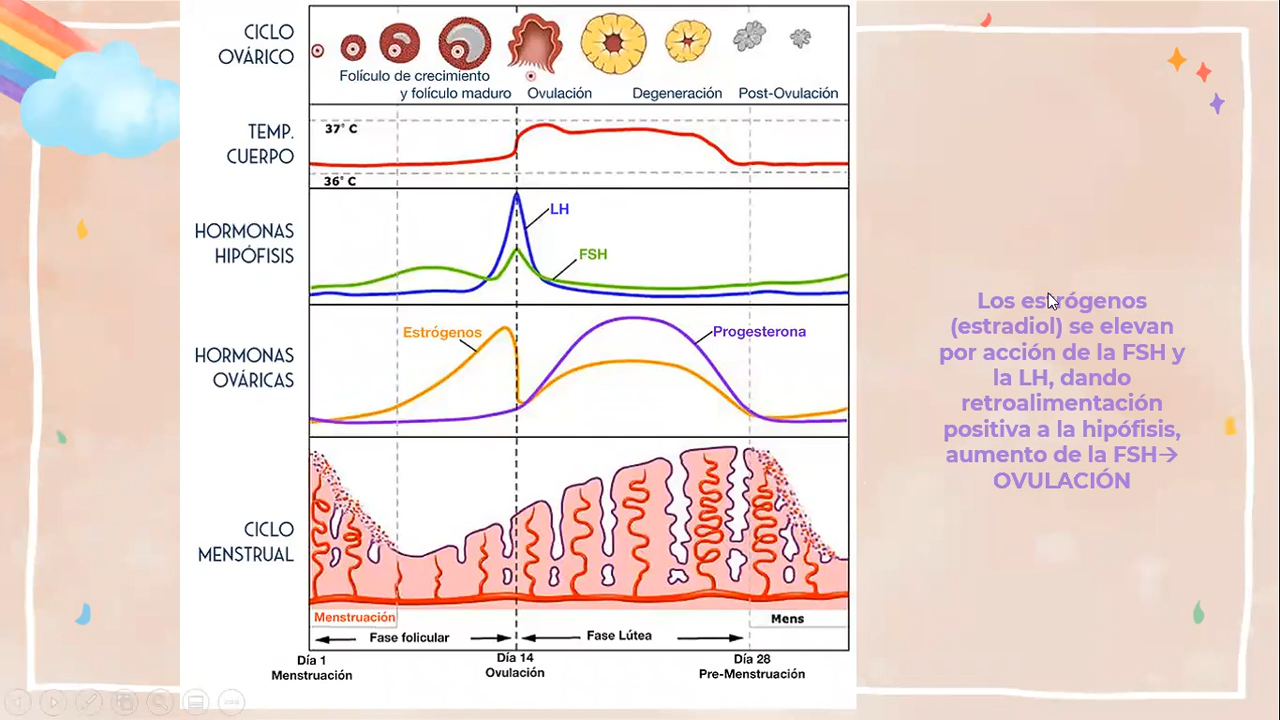 CICLO
OVÁRICO
Folículo de crecimiento
y folículo maduro
Ovulación
Degeneración
Post-Ovulación
TEMP.
CUERPO
37° C
36° C
HORMONAS
HIPÓFISIS
LH
FSH
HORMONAS
OVÁRICAS
Estrógenos
Progesterona
CICLO
MENSTRUAL
Menstruación
Mens
Fase folicular
Fase Lútea
Día 1
Menstruación
Día 14
Ovulación
Día 28
Pre-Menstruación
Los estrógenos
(estradiol) se elevan
por acción de la FSH y
la LH, dando
retroalimentación
positiva a la hipófisis,
aumento de la FSH→
OVULACIÓN